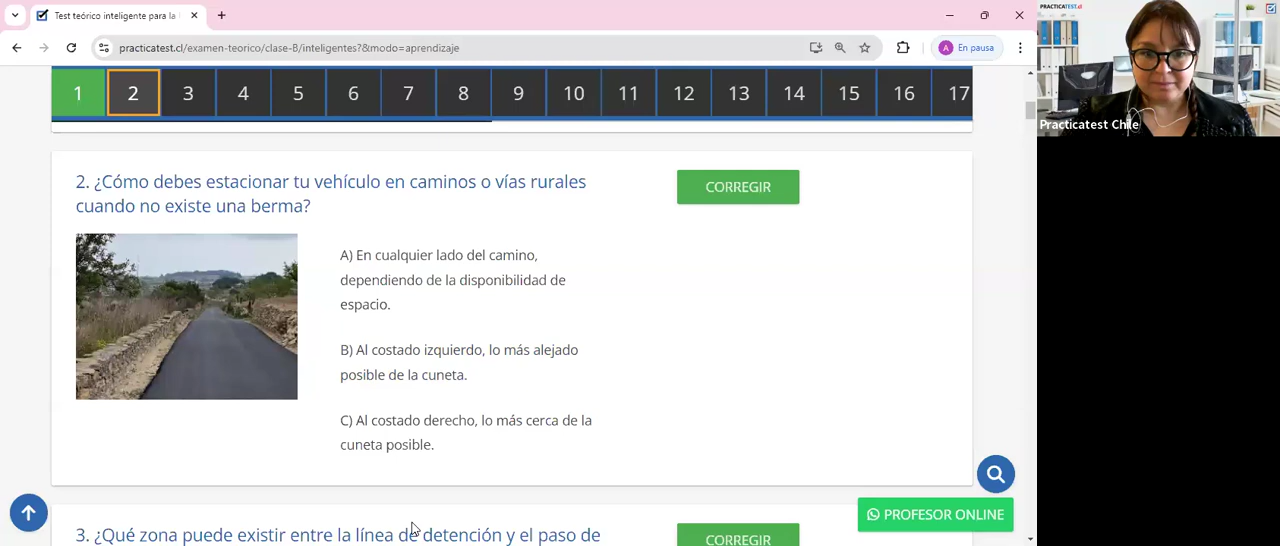 Test teórico inteligente para la
practicatest.cl/examen-teorico/clase-B/inteligentes?&modo=aprendizaje
A
En pausa
PRACTICATEST.cl
Practicatest Chile
1 2 3 4 5 6 7 8 9 10 11 12 13 14 15 16 17
2. ¿Cómo debes estacionar tu vehículo en caminos o vías rurales
cuando no existe una berma?
CORREGIR
A) En cualquier lado del camino,
dependiendo de la disponibilidad de
espacio.
B) Al costado izquierdo, lo más alejado
posible de la cuneta.
C) Al costado derecho, lo más cerca de la
cuneta posible.
PROFESOR ONLINE
3. ¿Qué zona puede existir entre la línea de detención y el paso de
CORREGIR